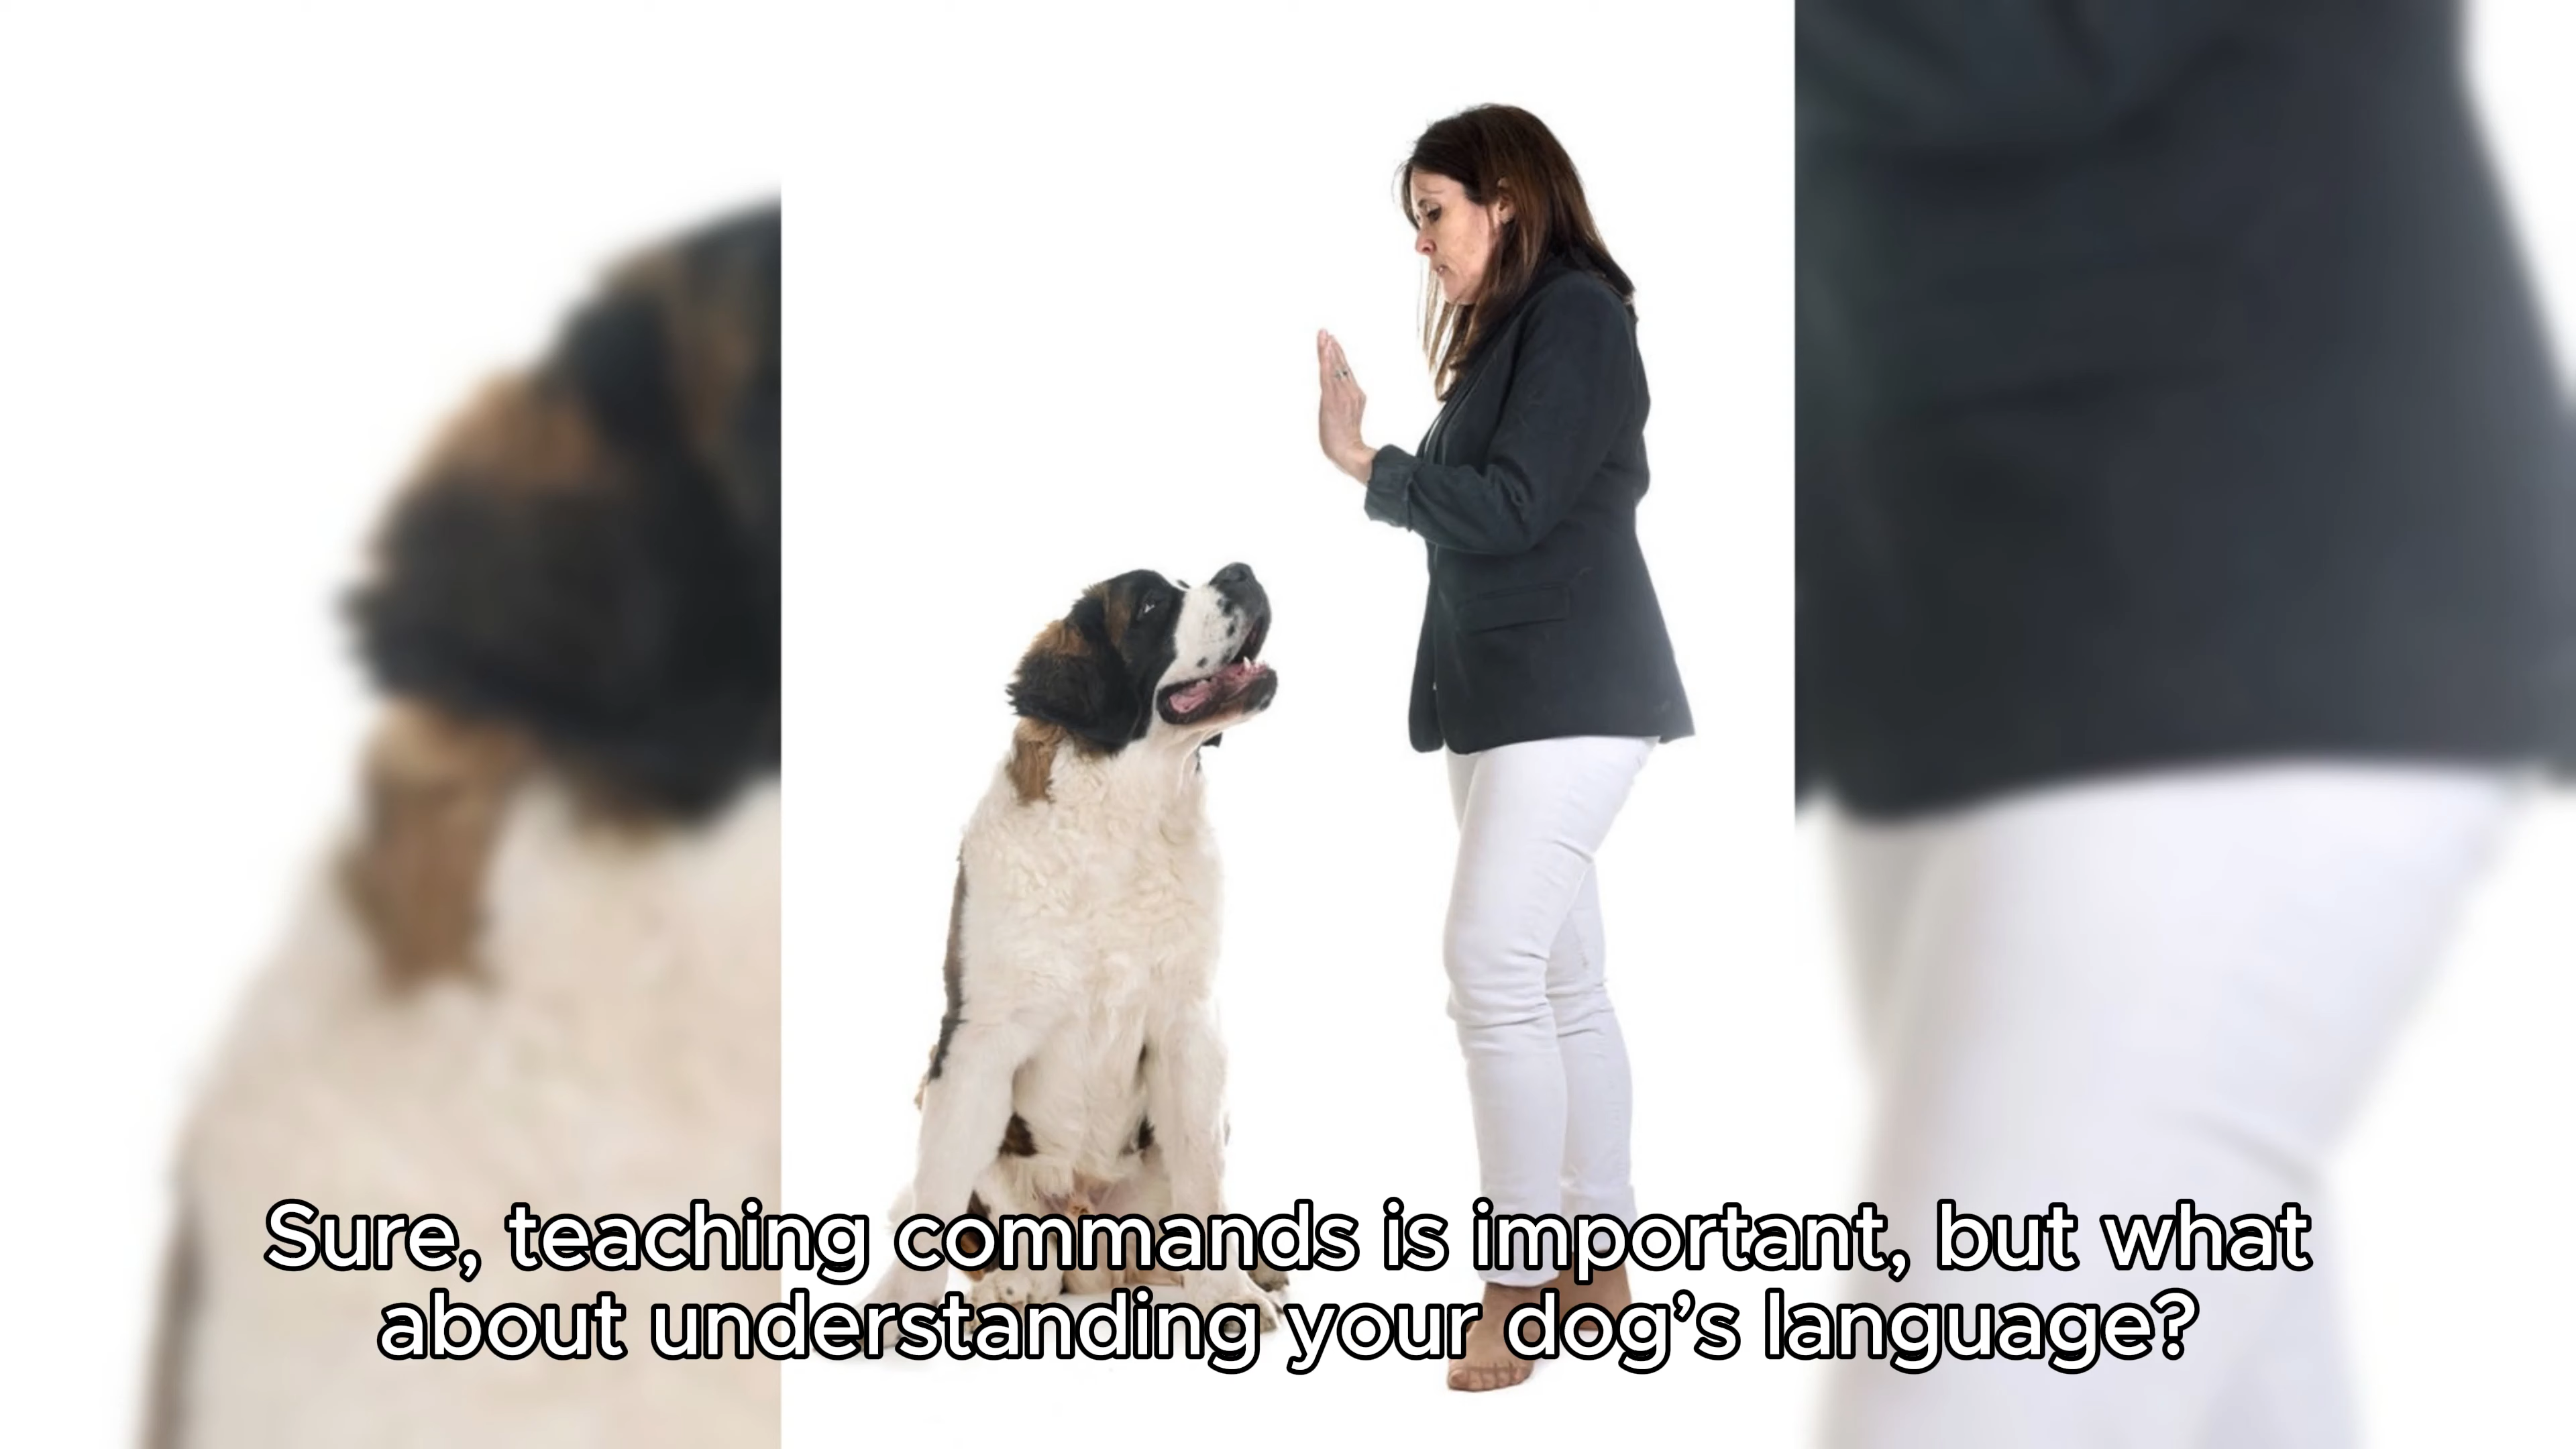 Sure, teaching commands is important, but what
about understanding your dog’s language?